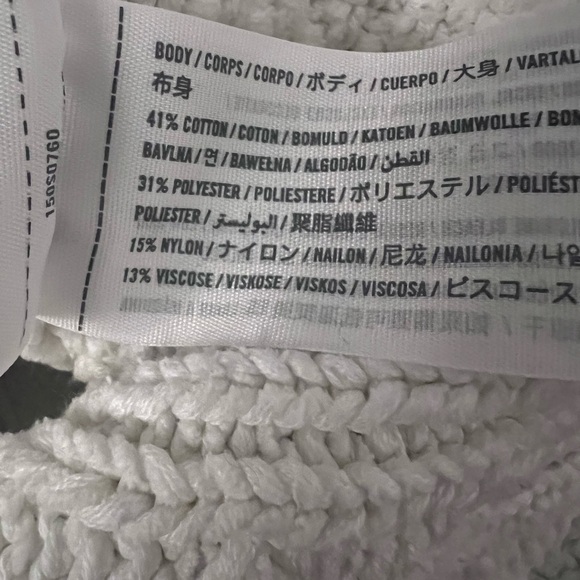 BODY / CORPS / CORPO / ボディ / CUERPO / 大身 / VARTAL
布身
41% COTTON / COTON / BOMULD / KATOEN / BAUMWOLLE / BOM
BAVLNA / 면 / BAWEŁNA / ALGODÃO / القطن
31% POLYESTER / POLIESTERE / ポリエステル / POLIÉST
POLIESTER / البوليستر / 聚脂纖維
15% NYLON / ナイロン / NAILON / 尼龙 / NAILONIA / 나일
13% VISCOSE / VISKOSE / VISKOS / VISCOSA / ビスコース
150S0760